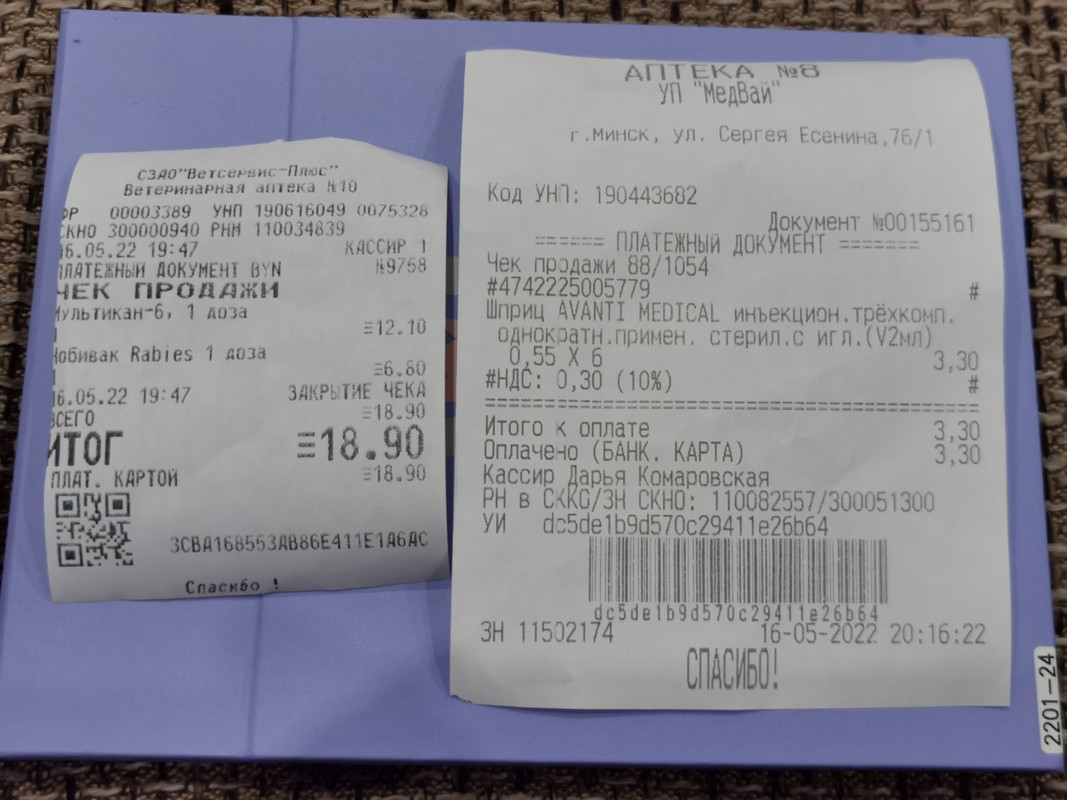 СЗАО"Ветсервис-Плюс"
Ветеринарная аптека №10
ФР 00003389 УНП 190616049 0075328
СКНО 300000940 РНН 110034839
16.05.22 19:47 КАССИР 1
ПЛАТЕЖНЫЙ ДОКУМЕНТ BYN №9758
ЧЕК ПРОДАЖИ
Мультикан-6, 1 доза
1 ≡12.10
Нобивак Rabies 1 доза
1 ≡6.80
16.05.22 19:47 ЗАКРЫТИЕ ЧЕКА
ВСЕГО ≡18.90
ИТОГ ≡18.90
ПЛАТ. КАРТОЙ ≡18.90
3CBA168553AB86E411E1A6AC
Спасибо !
АПТЕКА №8
УП "МедВай"
г.Минск, ул. Сергея Есенина,76/1
Код УНП: 190443682
Документ №00155161
====== ПЛАТЕЖНЫЙ ДОКУМЕНТ =======
Чек продажи 88/1054
#4742225005779 #
Шприц AVANTI MEDICAL инъекцион.трёхкомп.
однократн.примен. стерил.с игл.(V2мл)
0,55 X 6 3,30
#НДС: 0,30 (10%) #
Итого к оплате 3,30
Оплачено (БАНК. КАРТА) 3,30
Кассир Дарья Комаровская
РН в СККО/ЗН СКНО: 110082557/300051300
УИ dc5de1b9d570c29411e26b64
dc5de1b9d570c29411e26b64
ЗН 11502174 16-05-2022 20:16:22
СПАСИБО!
2201-24